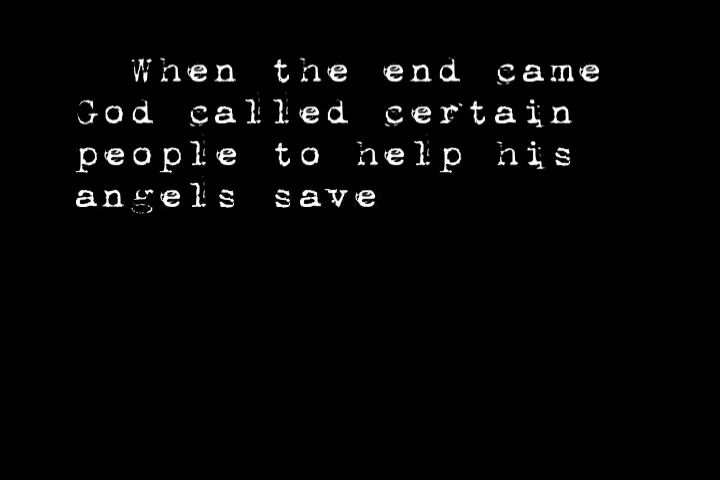 When the end came
God called certain
people to help his
angels save